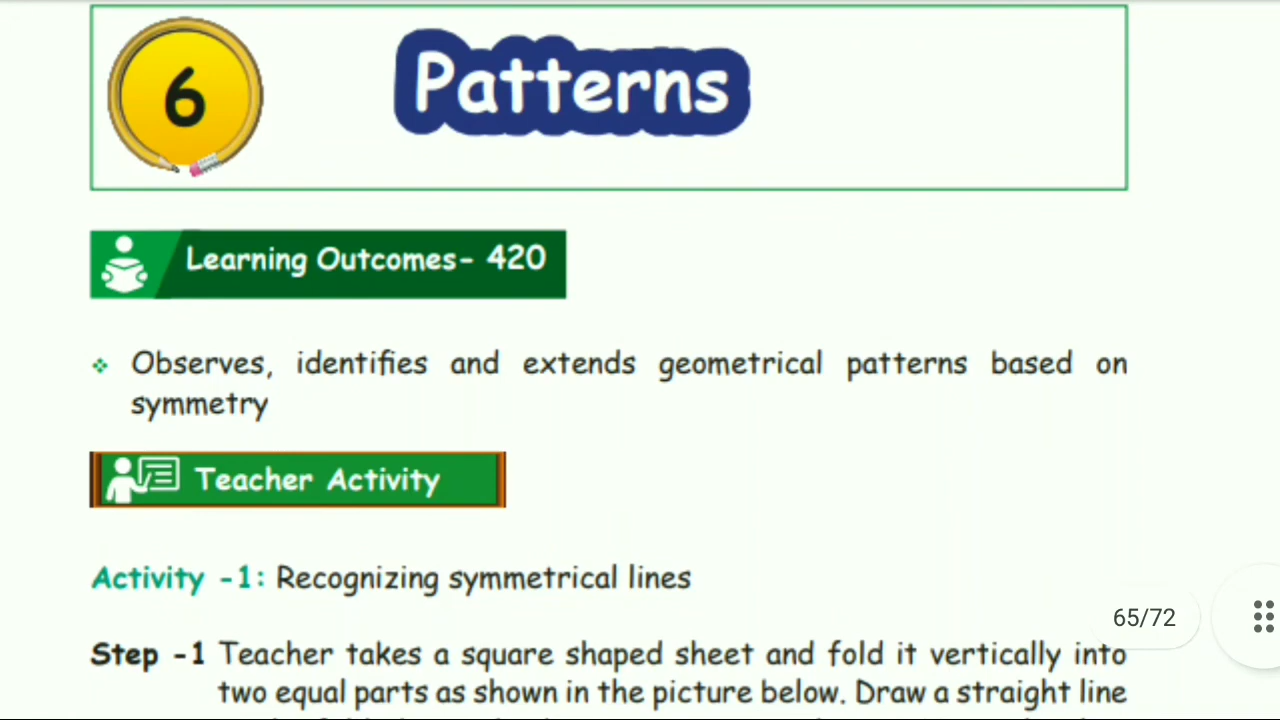 6
Patterns
Learning Outcomes- 420
Observes, identifies and extends geometrical patterns based on
symmetry
Teacher Activity
Activity -1: Recognizing symmetrical lines
65/72
Step -1 Teacher takes a square shaped sheet and fold it vertically into
two equal parts as shown in the picture below. Draw a straight line